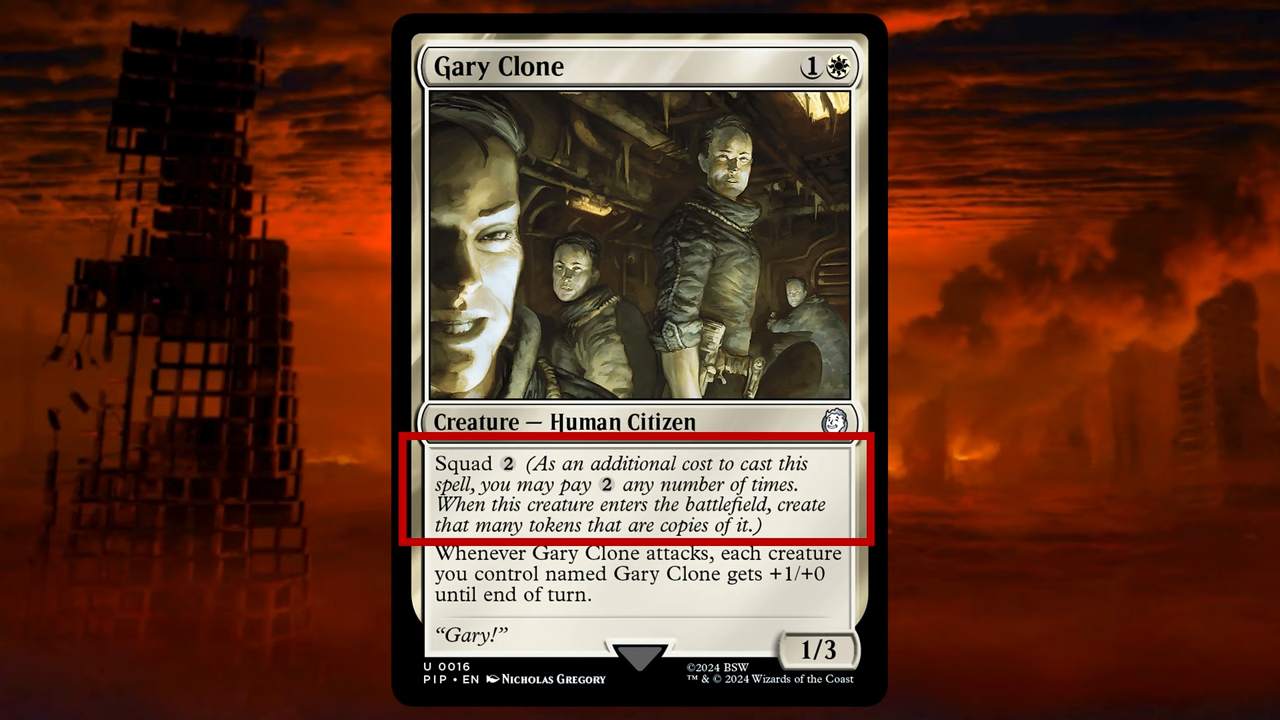 Gary Clone 1
Creature — Human Citizen
Squad 2 (As an additional cost to cast this
spell, you may pay 2 any number of times.
When this creature enters the battlefield, create
that many tokens that are copies of it.)
Whenever Gary Clone attacks, each creature
you control named Gary Clone gets +1/+0
until end of turn.
“Gary!”
1/3
U 0016
PIP • EN Nicholas Gregory
©2024 BSW
™ & © 2024 Wizards of the Coast